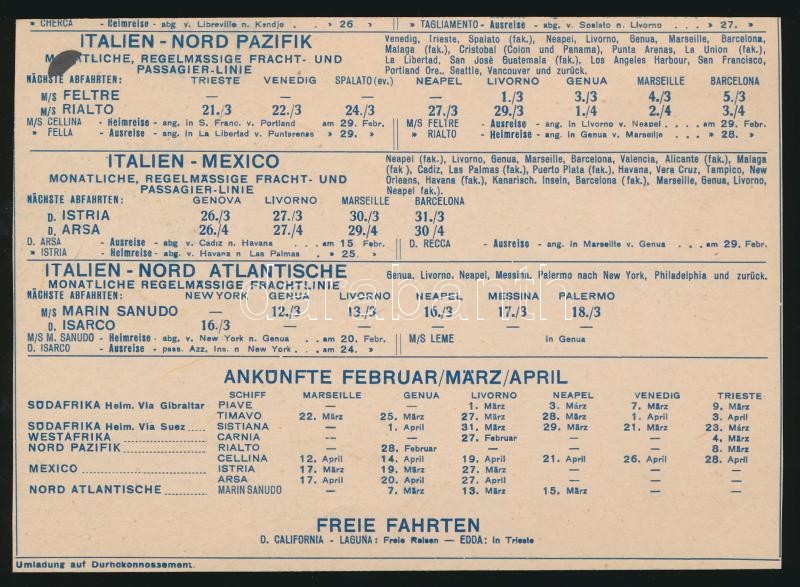 » CHERCA - Heimreise - abg v. Libreville n. Kendje . . » 26. »
» TAGLIAMENTO - Ausreise - abg. v. Spalato n. Livorno . . » 27. »
ITALIEN - NORD PAZIFIK
MONATLICHE, REGELMÄSSIGE FRACHT- UND
PASSAGIER-LINIE
Venedig, Trieste, Spalato (fak.), Neapel, Livorno, Genua, Marseille, Barcelona,
Malaga (fak.), Cristobal (Colon und Panama), Punta Arenas, La Union (fak.),
La Libertad, San José Guatemala (fak.), Los Angeles Harbour, San Francisco,
Portland Ore.. Seattle, Vancouver und zurück.
NÄCHSTE ABFAHRTEN: TRIESTE VENEDIG SPALATO (ev.) NEAPEL LIVORNO GENUA MARSEILLE BARCELONA
M/S FELTRE — — — — 1./3 3./3 4./3 5./3
M/S RIALTO 21./3 22./3 24./3 27./3 29./3 1./4 2./4 3./4
M/S CELLINA - Heimreise - ang. in S. Franc. v. Portland am 29. Febr.
» FELLA - Ausreise - ang. in La Libertad v. Puntarenas » 29. »
M/S FELTRE - Ausreise - ang. in Livorno v. Neapel . . . . am 29. Febr.
» RIALTO - Heimreise - ang. in Genua v. Marseille . . . » 28. »
ITALIEN - MEXICO
MONATLICHE, REGELMÄSSIGE FRACHT- UND
PASSAGIER-LINIE
Neapel (fak.), Livorno, Genua, Marseille, Barcelona, Valencia, Alicante (fak.), Malaga
(fak ), Cadiz, Las Palmas (fak.), Puerto Plata (fak.), Havana, Vera Cruz, Tampico, New
Orleans, Havana (fak.), Kanarisch. Inseln, Barcelona (fak.), Marseille, Genua, Livorno,
Neapel fak.).
NÄCHSTE ABFAHRTEN: GENOVA LIVORNO MARSEILLE BARCELONA
D. ISTRIA 26./3 27./3 30./3 31./3
D. ARSA 26./4 27./4 29./4 30/4
D. ARSA - Ausreise - abg v. Cadiz n. Havana . . . am 15 Febr.
» ISTRIA - Heimreise - abg. v. Havana n Las Palmas . . » 25. »
D. RECCA - Ausreise - ang. in Marseille v. Genua . . . am 29. Febr.
ITALIEN - NORD ATLANTISCHE
MONATLICHE REGELMÄSSIGE FRACHTLINIE
Genua, Livorno, Neapel, Messina, Palermo nach New York, Philadelphia und zurück.
NÄCHSTE ABFAHRTEN: NEW YORK GENUA LIVORNO NEAPEL MESSINA PALERMO
M/S MARIN SANUDO — 12./3 13./3 16./3 17./3 18./3
D. ISARCO 16./3 — — — — —
M/S M. SANUDO - Heimreise - abg. v. New York n. Genua . . am 20. Febr.
D. ISARCO - Ausreise - pass. Azz. Ins. n New York . . . am 24. »
M/S LEME in Genua
darabanth
ANKÜNFTE FEBRUAR/MÄRZ/APRIL
SCHIFF MARSEILLE GENUA LIVORNO NEAPEL VENEDIG TRIESTE
SÜDAFRIKA Heim. Via Gibraltar PIAVE — — 1. März 3. März 7. März 9. März
TIMAVO 22. März 25. März 27. März 28. März 1. April 3. April
SÜDAFRIKA Heim. Via Suez SISTIANA — 1. April 31. März 29. März 21. März 23. März
WESTAFRIKA CARNIA — — 27. Februar — — 4. März
NORD PAZIFIK RIALTO — 28. Februar — — — 8. März
CELLINA 12. April 14. April 19. April 21. April 26. April 28. April
MEXICO ISTRIA 17. März 19. März 27. März — — —
ARSA 17. April 20. April 27. April — — —
NORD ATLANTISCHE MARIN SANUDO — 7. März 13. März 15. März — —
FREIE FAHRTEN
D. CALIFORNIA - LAGUNA: Freie Reisen — EDDA: in Trieste
Umladung auf Durhckonnossement.